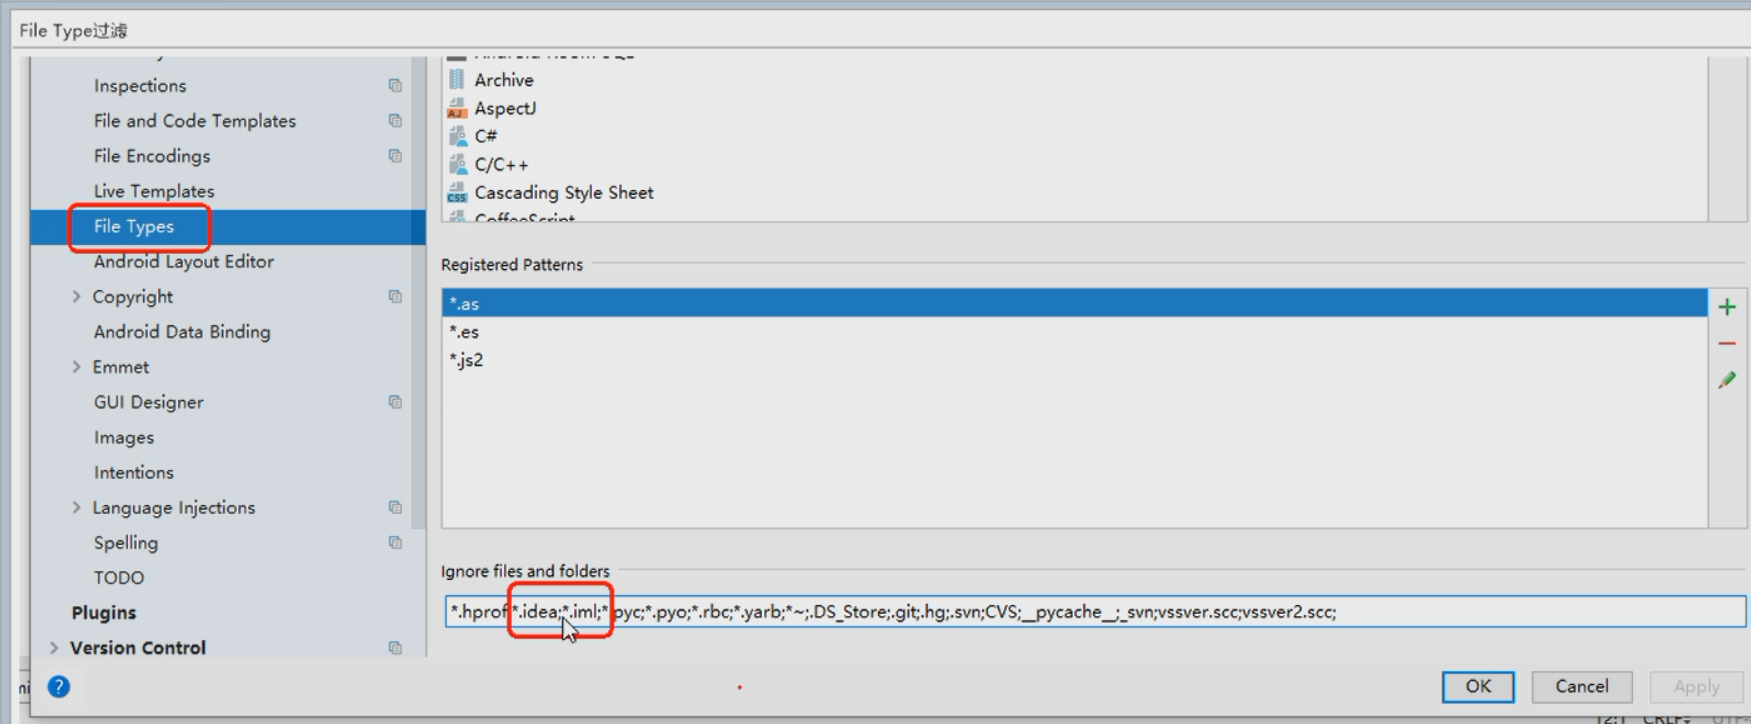 File Type过滤
Inspections
File and Code Templates
File Encodings
Live Templates
File Types
Android Layout Editor
Copyright
Android Data Binding
Emmet
GUI Designer
Images
Intentions
Language Injections
Spelling
TODO
Plugins
Version Control
Archive
AspectJ
C#
C/C++
Cascading Style Sheet
CoffeeScript
Registered Patterns
*.as
*.es
*.js2
Ignore files and folders
*.hprof;*.idea;*.iml;*.pyc;*.pyo;*.rbc;*.yarb;*~;.DS_Store;.git;.hg;.svn;CVS;__pycache__;_svn;vssver.scc;vssver2.scc;
OK
Cancel
Apply